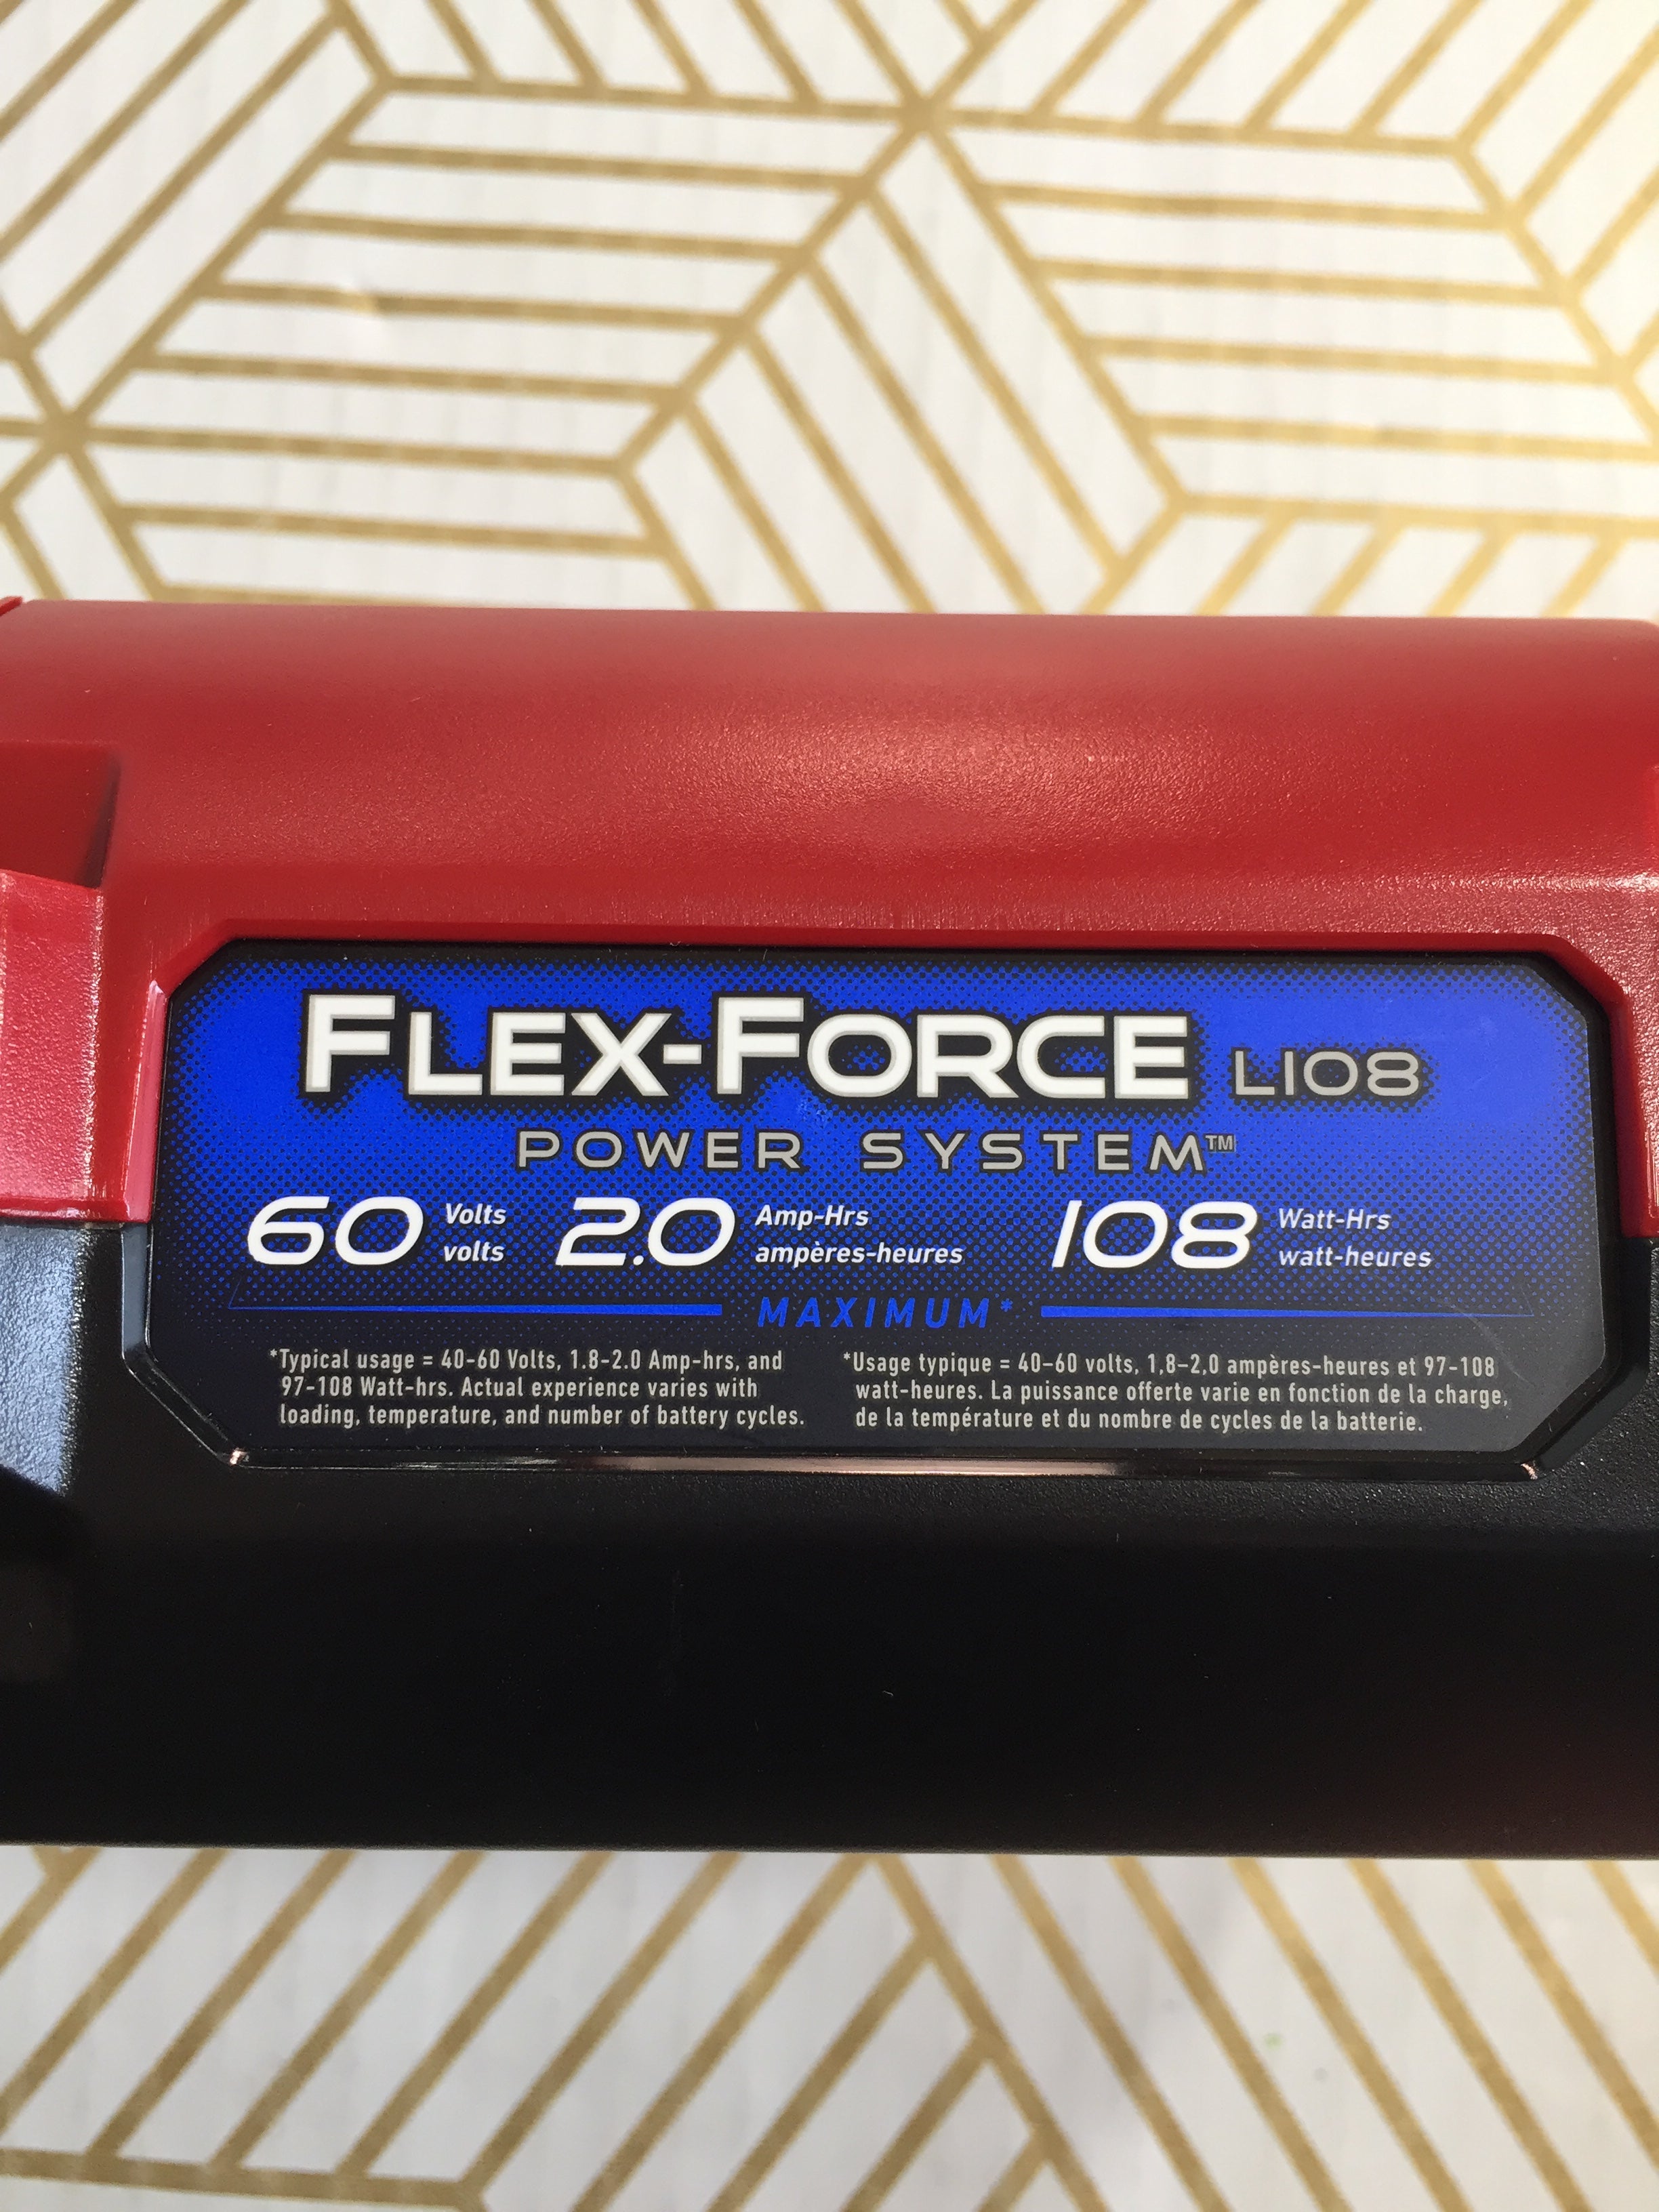 FLEX-FORCE L108
POWER SYSTEM™
60 Volts volts 2.0 Amp-Hrs ampères-heures 108 Watt-Hrs watt-heures
MAXIMUM*
*Typical usage = 40-60 Volts, 1.8-2.0 Amp-hrs, and
97-108 Watt-hrs. Actual experience varies with
loading, temperature, and number of battery cycles.
*Usage typique = 40-60 volts, 1,8-2,0 ampères-heures et 97-108
watt-heures. La puissance offerte varie en fonction de la charge,
de la température et du nombre de cycles de la batterie.